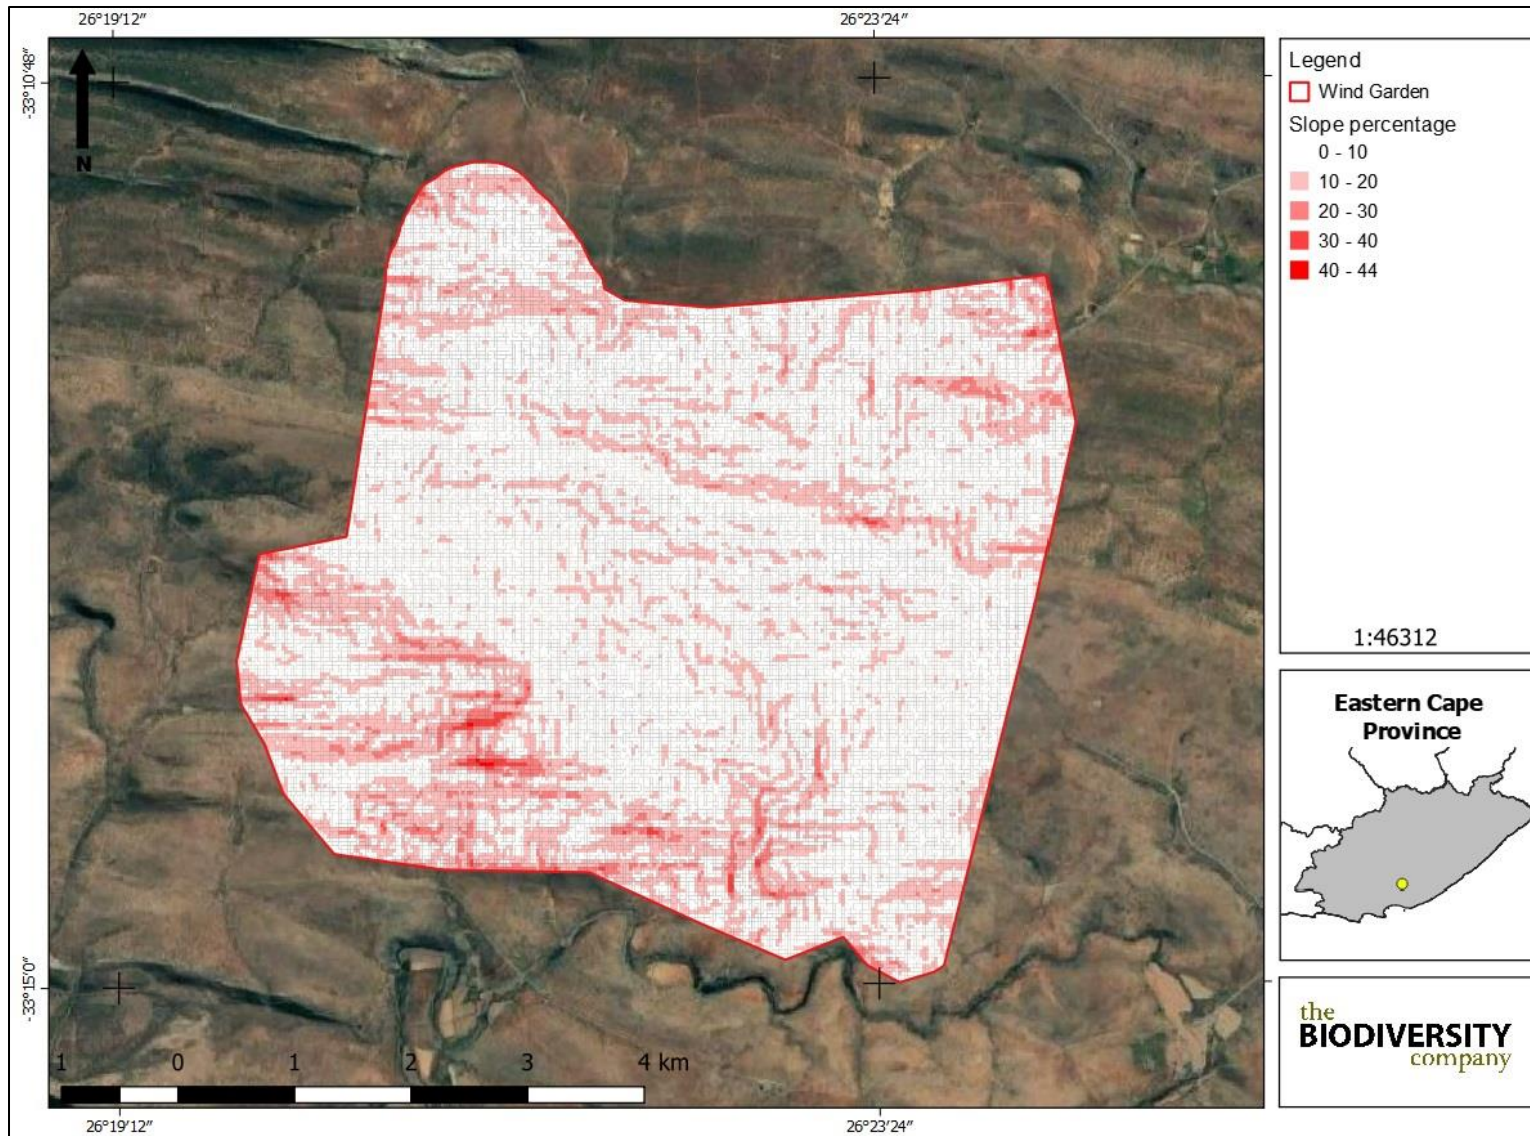 26°19′12″
26°23′24″
-33°10′48″
N
-33°15′0″
1 0 1 2 3 4 km
26°19′12″
26°23′24″
Legend
Wind Garden
Slope percentage
0 - 10
10 - 20
20 - 30
30 - 40
40 - 44
1:46312
Eastern Cape
Province
the
BIODIVERSITY
company